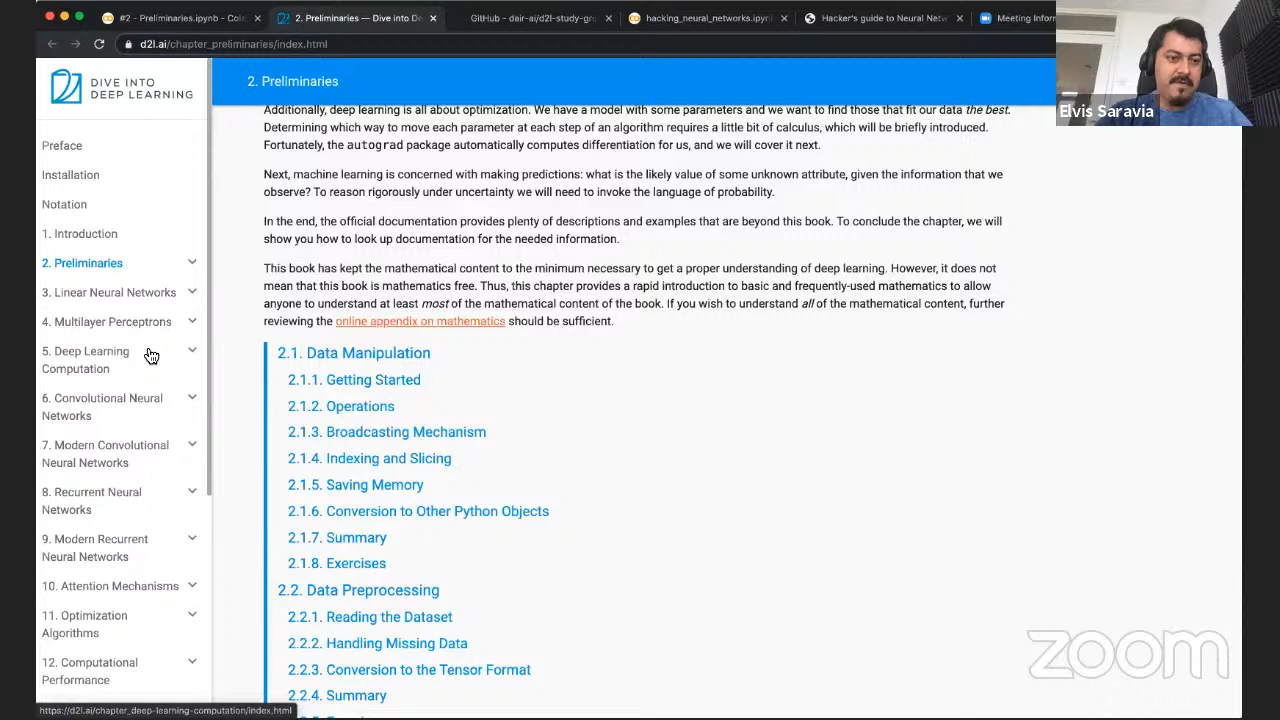 #2 - Preliminaries.ipynb - Cola
2. Preliminaries — Dive into De
GitHub - dair-ai/d2l-study-gro
hacking_neural_networks.ipynb
Hacker's guide to Neural Netw
Meeting Inform
d2l.ai/chapter_preliminaries/index.html
Elvis Saravia
DIVE INTO
DEEP LEARNING
Preface
Installation
Notation
1. Introduction
2. Preliminaries
3. Linear Neural Networks
4. Multilayer Perceptrons
5. Deep Learning
Computation
6. Convolutional Neural
Networks
7. Modern Convolutional
Neural Networks
8. Recurrent Neural
Networks
9. Modern Recurrent
Neural Networks
10. Attention Mechanisms
11. Optimization
Algorithms
12. Computational
Performance
2. Preliminaries
Additionally, deep learning is all about optimization. We have a model with some parameters and we want to find those that fit our data the best.
Determining which way to move each parameter at each step of an algorithm requires a little bit of calculus, which will be briefly introduced.
Fortunately, the autograd package automatically computes differentiation for us, and we will cover it next.
Next, machine learning is concerned with making predictions: what is the likely value of some unknown attribute, given the information that we
observe? To reason rigorously under uncertainty we will need to invoke the language of probability.
In the end, the official documentation provides plenty of descriptions and examples that are beyond this book. To conclude the chapter, we will
show you how to look up documentation for the needed information.
This book has kept the mathematical content to the minimum necessary to get a proper understanding of deep learning. However, it does not
mean that this book is mathematics free. Thus, this chapter provides a rapid introduction to basic and frequently-used mathematics to allow
anyone to understand at least most of the mathematical content of the book. If you wish to understand all of the mathematical content, further
reviewing the online appendix on mathematics should be sufficient.
2.1. Data Manipulation
2.1.1. Getting Started
2.1.2. Operations
2.1.3. Broadcasting Mechanism
2.1.4. Indexing and Slicing
2.1.5. Saving Memory
2.1.6. Conversion to Other Python Objects
2.1.7. Summary
2.1.8. Exercises
2.2. Data Preprocessing
2.2.1. Reading the Dataset
2.2.2. Handling Missing Data
2.2.3. Conversion to the Tensor Format
2.2.4. Summary
zoom
https://d2l.ai/chapter_deep-learning-computation/index.html